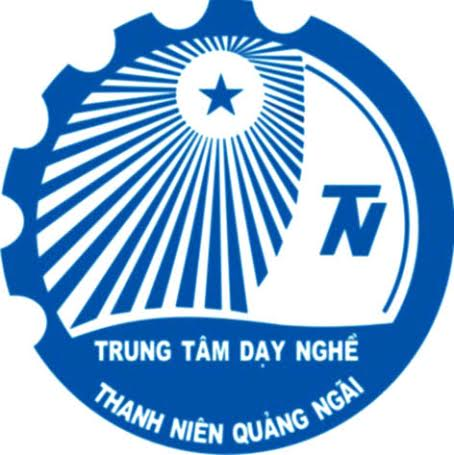 TN
TRUNG TÂM DẠY NGHỀ
THANH NIÊN QUẢNG NGÃI